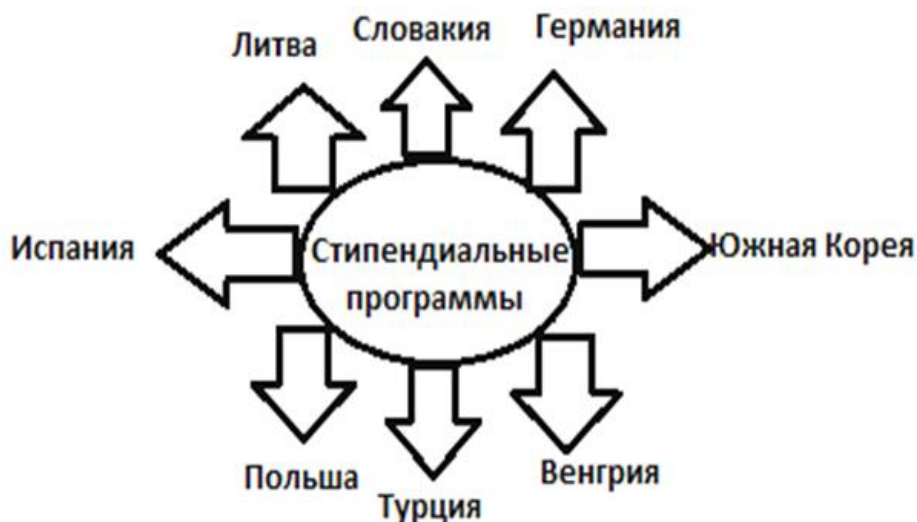 Литва
Словакия
Германия
Испания
Стипендиальные
программы
Южная Корея
Польша
Турция
Венгрия